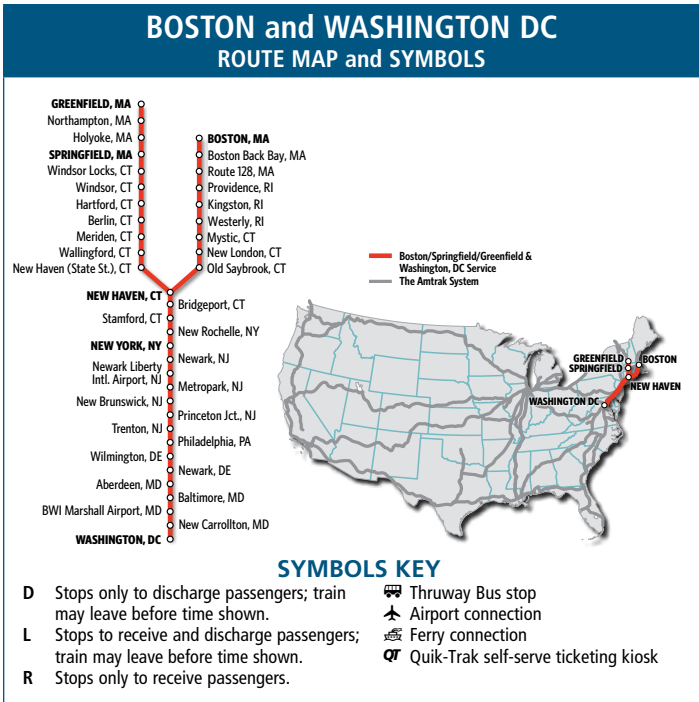 BOSTON and WASHINGTON DC
ROUTE MAP and SYMBOLS
GREENFIELD, MA
Northampton, MA
Holyoke, MA
SPRINGFIELD, MA
Windsor Locks, CT
Windsor, CT
Hartford, CT
Berlin, CT
Meriden, CT
Wallingford, CT
New Haven (State St.), CT
BOSTON, MA
Boston Back Bay, MA
Route 128, MA
Providence, RI
Kingston, RI
Westerly, RI
Mystic, CT
New London, CT
Old Saybrook, CT
NEW HAVEN, CT
Bridgeport, CT
Stamford, CT
New Rochelle, NY
NEW YORK, NY
Newark, NJ
Newark Liberty
Intl. Airport, NJ
Metropark, NJ
New Brunswick, NJ
Princeton Jct., NJ
Trenton, NJ
Philadelphia, PA
Wilmington, DE
Newark, DE
Aberdeen, MD
Baltimore, MD
BWI Marshall Airport, MD
New Carrollton, MD
WASHINGTON, DC
Boston/Springfield/Greenfield &
Washington, DC Service
The Amtrak System
GREENFIELD
BOSTON
SPRINGFIELD
NEW HAVEN
WASHINGTON DC
SYMBOLS KEY
D Stops only to discharge passengers; train
may leave before time shown.
L Stops to receive and discharge passengers;
train may leave before time shown.
R Stops only to receive passengers.
Thruway Bus stop
Airport connection
Ferry connection
QT Quik-Trak self-serve ticketing kiosk